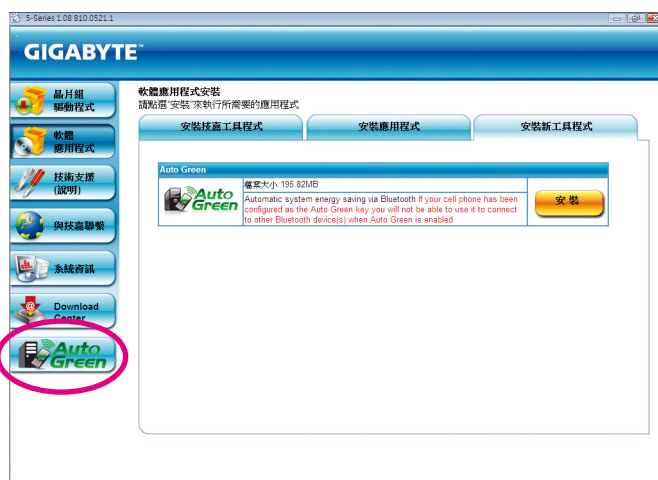 5-Series 1.08 B10.0521.1
GIGABYTE™
晶片組
驅動程式
軟體
應用程式
技術支援
(說明)
與技嘉聯繫
系統資訊
Download
Center
Auto
Green
軟體應用程式安裝
請點選"安裝"來執行所需要的應用程式
安裝技嘉工具程式
安裝應用程式
安裝新工具程式
Auto Green
Auto
Green
檔案大小:195.82MB
Automatic system energy saving via Bluetooth If your cell phone has been
configured as the Auto Green key,you will not be able to use it to connect
to other Bluetooth device(s) when Auto Green is enabled.
安裝